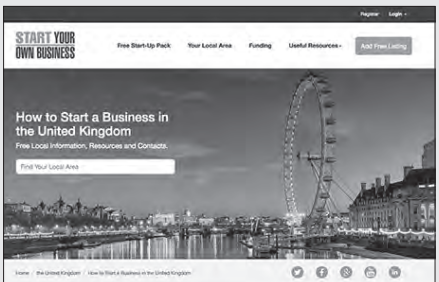 Register Login
START YOUR
OWN BUSINESS
Free Start-Up Pack Your Local Area Funding Useful Resources Add Free Listing
How to Start a Business in
the United Kingdom
Free Local Information, Resources and Contacts.
Find Your Local Area
Home / the United Kingdom / How to Start a Business in the United Kingdom